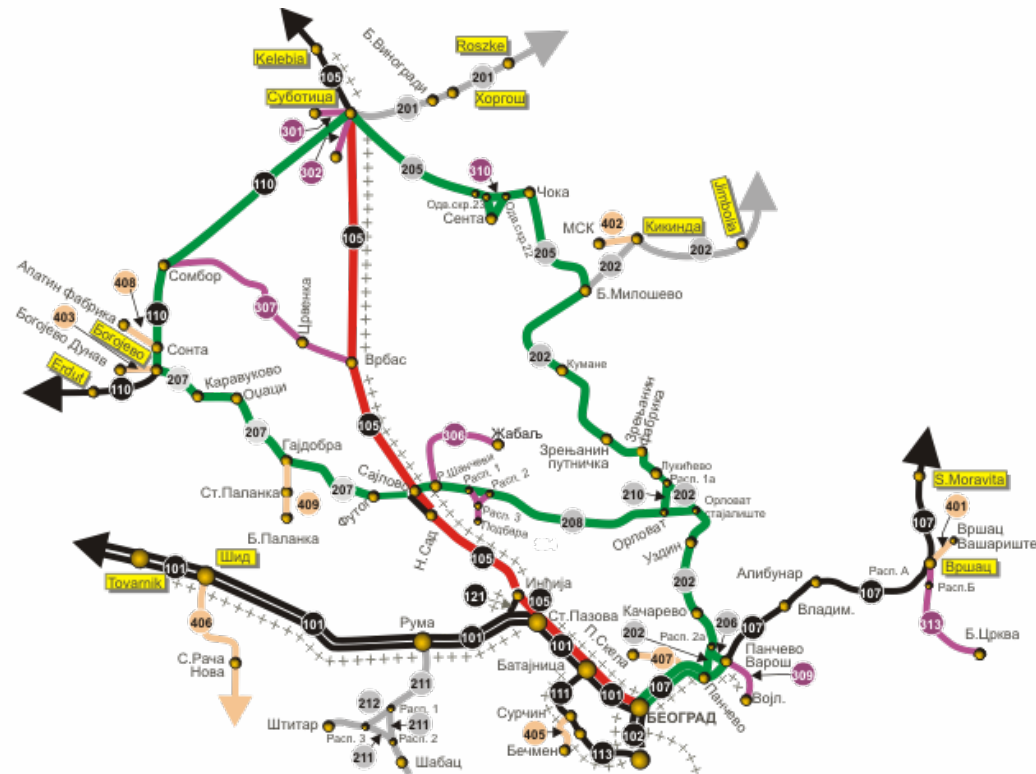 Kelebia
105
Б.Виногради
Roszke
201
Суботица
201
Хоргош
301
302
110
205
310
Чока
Одв.скр.23
Сента
Одв.скр.22
МСК
402
Кикинда
Jimbolia
202
202
105
205
Б.Милошево
Сомбор
Апатин фабрика
408
403
110
307
Црвенка
Богојево Дунав
Богојево
Сонта
Врбас
202
Кумане
Erdut
110
207
Каравуково
Оџаци
105
207
306
Жабаљ
Зрењанин
фабрика
Зрењанин
путничка
Гајдобра
Сајлово
Р.Шанчеви
Расп. 1
Расп. 2
Лукићево
Расп. 1а
S.Moravita
Ст.Паланка
409
207
Футог
210
202
Орловат
стајалиште
401
Расп. 3
Подбара
208
Орловат
107
Вршац
Вашариште
Б.Паланка
Н.Сад
Уздин
Tovarnik
101
Шид
105
202
Алибунар
Расп. А
Вршац
107
Расп.Б
121
Инђија
105
Качарево
206
Владим.
406
101
Рума
101
Ст.Пазова
П.Скела
202
Расп. 2а
107
Панчево
Варош
313
Б.Црква
С.Рача
Нова
101
407
Батајница
309
211
111
101
107
Панчево
Војл.
212
Расп. 1
Сурчин
БЕОГРАД
Штитар
211
405
102
Расп. 3
Расп. 2
211
Бечмен
113
Шабац